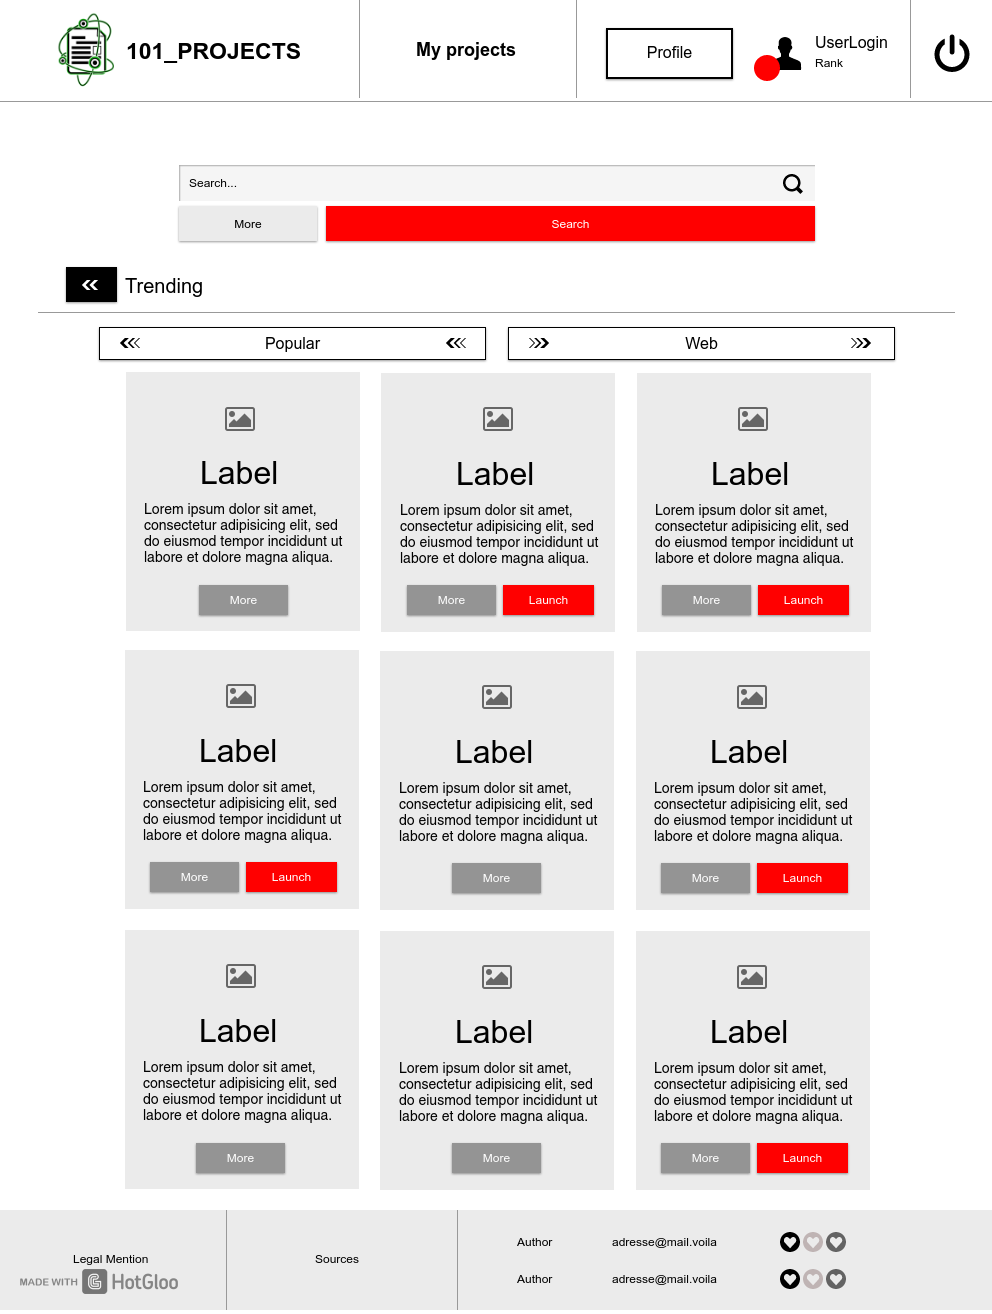 101_PROJECTS
My projects
Profile
UserLogin
Rank
Search...
More
Search
Trending
Popular
Web
Label
Lorem ipsum dolor sit amet,
consectetur adipisicing elit, sed
do eiusmod tempor incididunt ut
labore et dolore magna aliqua.
More
Label
Lorem ipsum dolor sit amet,
consectetur adipisicing elit, sed
do eiusmod tempor incididunt ut
labore et dolore magna aliqua.
More
Launch
Label
Lorem ipsum dolor sit amet,
consectetur adipisicing elit, sed
do eiusmod tempor incididunt ut
labore et dolore magna aliqua.
More
Launch
Label
Lorem ipsum dolor sit amet,
consectetur adipisicing elit, sed
do eiusmod tempor incididunt ut
labore et dolore magna aliqua.
More
Launch
Label
Lorem ipsum dolor sit amet,
consectetur adipisicing elit, sed
do eiusmod tempor incididunt ut
labore et dolore magna aliqua.
More
Label
Lorem ipsum dolor sit amet,
consectetur adipisicing elit, sed
do eiusmod tempor incididunt ut
labore et dolore magna aliqua.
More
Launch
Label
Lorem ipsum dolor sit amet,
consectetur adipisicing elit, sed
do eiusmod tempor incididunt ut
labore et dolore magna aliqua.
More
Label
Lorem ipsum dolor sit amet,
consectetur adipisicing elit, sed
do eiusmod tempor incididunt ut
labore et dolore magna aliqua.
More
Label
Lorem ipsum dolor sit amet,
consectetur adipisicing elit, sed
do eiusmod tempor incididunt ut
labore et dolore magna aliqua.
More
Launch
Legal Mention
MADE WITH HotGloo
Sources
Author adresse@mail.voila
Author adresse@mail.voila